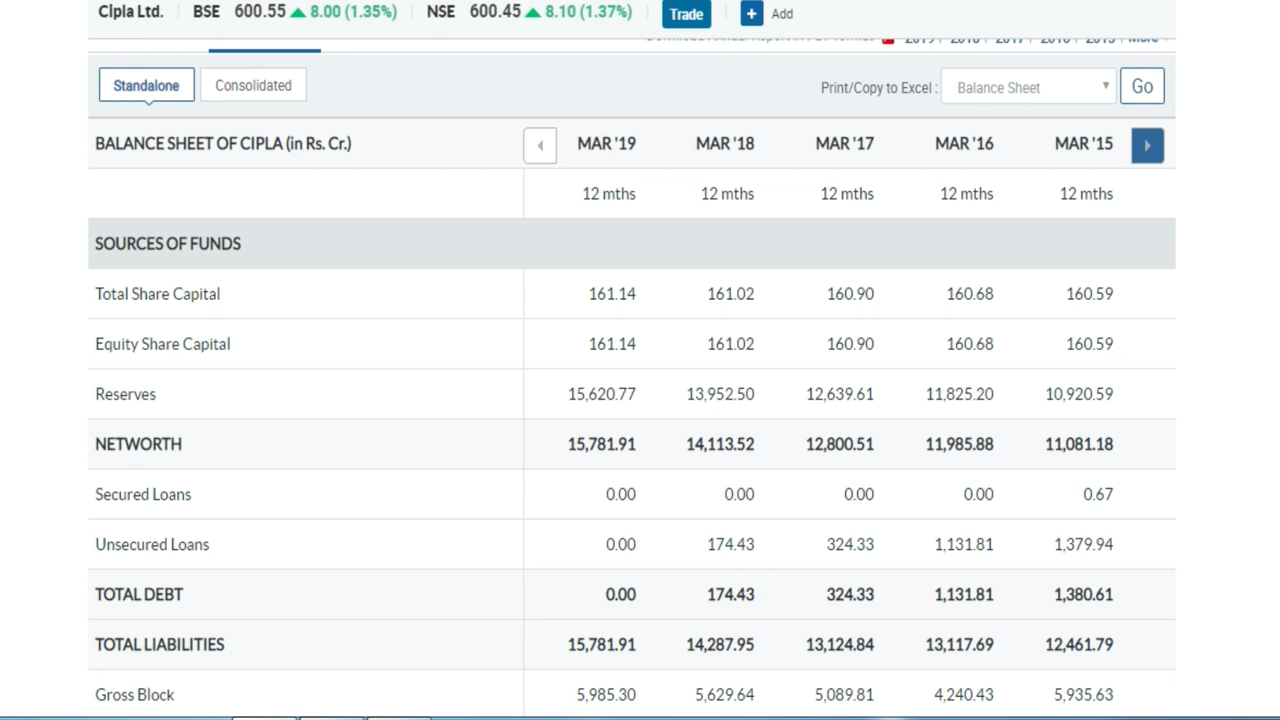 Cipla Ltd. BSE 600.55 8.00 (1.35%) NSE 600.45 8.10 (1.37%) Trade + Add
Standalone Consolidated Print/Copy to Excel : Balance Sheet Go
BALANCE SHEET OF CIPLA (in Rs. Cr.) MAR '19 MAR '18 MAR '17 MAR '16 MAR '15
12 mths 12 mths 12 mths 12 mths 12 mths
SOURCES OF FUNDS
Total Share Capital 161.14 161.02 160.90 160.68 160.59
Equity Share Capital 161.14 161.02 160.90 160.68 160.59
Reserves 15,620.77 13,952.50 12,639.61 11,825.20 10,920.59
NETWORTH 15,781.91 14,113.52 12,800.51 11,985.88 11,081.18
Secured Loans 0.00 0.00 0.00 0.00 0.67
Unsecured Loans 0.00 174.43 324.33 1,131.81 1,379.94
TOTAL DEBT 0.00 174.43 324.33 1,131.81 1,380.61
TOTAL LIABILITIES 15,781.91 14,287.95 13,124.84 13,117.69 12,461.79
Gross Block 5,985.30 5,629.64 5,089.81 4,240.43 5,935.63